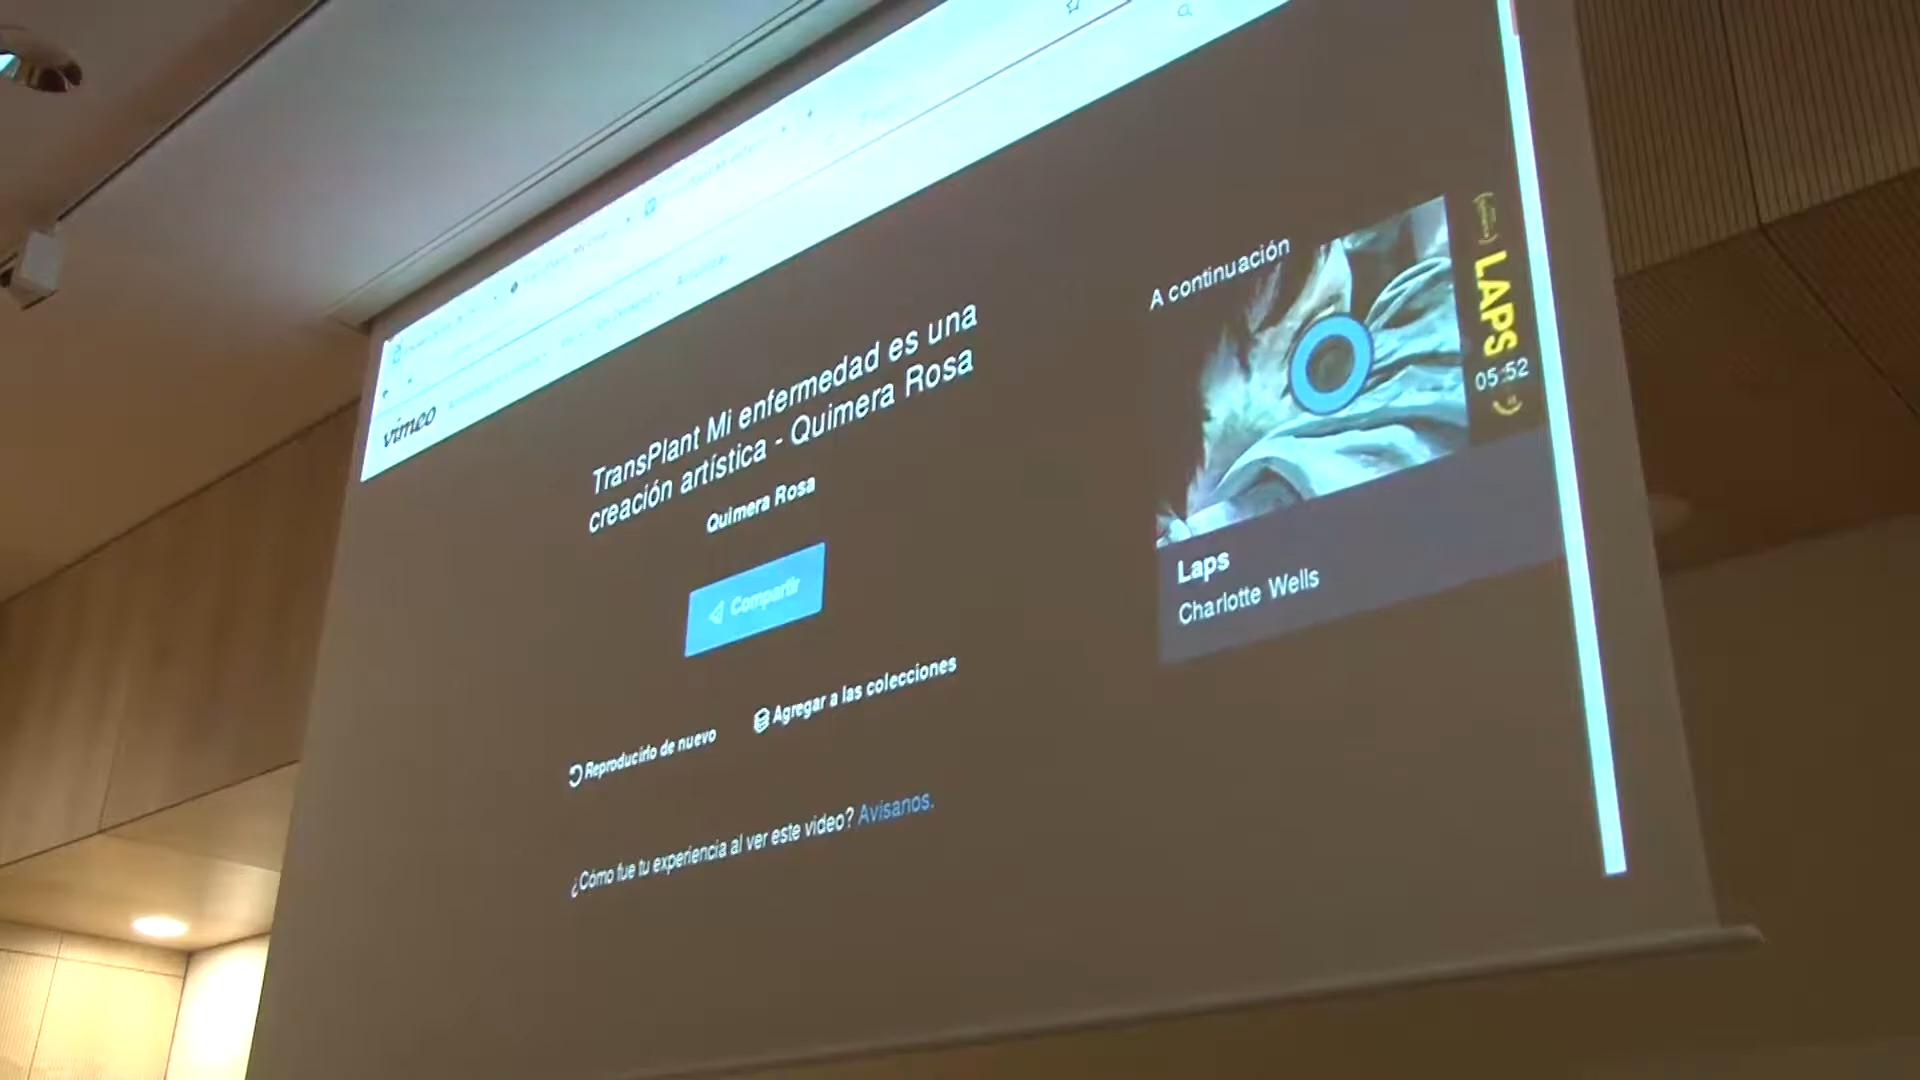 vimeo
TransPlant Mi enfermedad es una
creación artística - Quimera Rosa
Quimera Rosa
Compartir
Reproducirlo de nuevo
Agregar a las colecciones
¿Cómo fue tu experiencia al ver este video? Avisanos.
A continuación
LAPS
05:52
Laps
Charlotte Wells